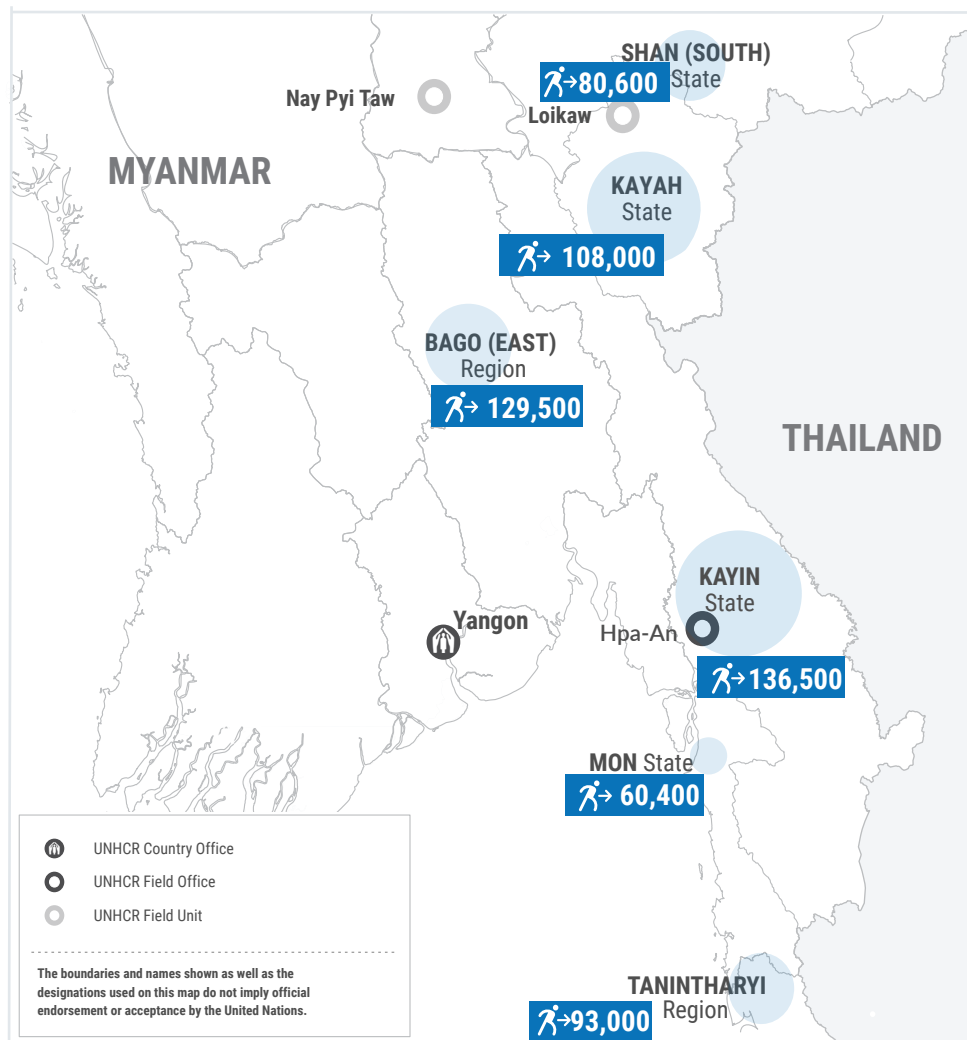 SHAN (SOUTH)
State
80,600
Nay Pyi Taw
Loikaw
MYANMAR
KAYAH
State
108,000
BAGO (EAST)
Region
129,500
THAILAND
KAYIN
State
Yangon
Hpa-An
136,500
MON State
60,400
UNHCR Country Office
UNHCR Field Office
UNHCR Field Unit
The boundaries and names shown as well as the
designations used on this map do not imply official
endorsement or acceptance by the United Nations.
TANINTHARYI
Region
93,000